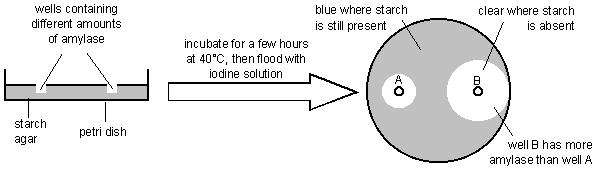 wells containing
different amounts
of amylase
starch
agar
petri dish
incubate for a few hours
at 40°C, then flood with
iodine solution
blue where starch
is still present
clear where starch
is absent
A
B
well B has more
amylase than well A